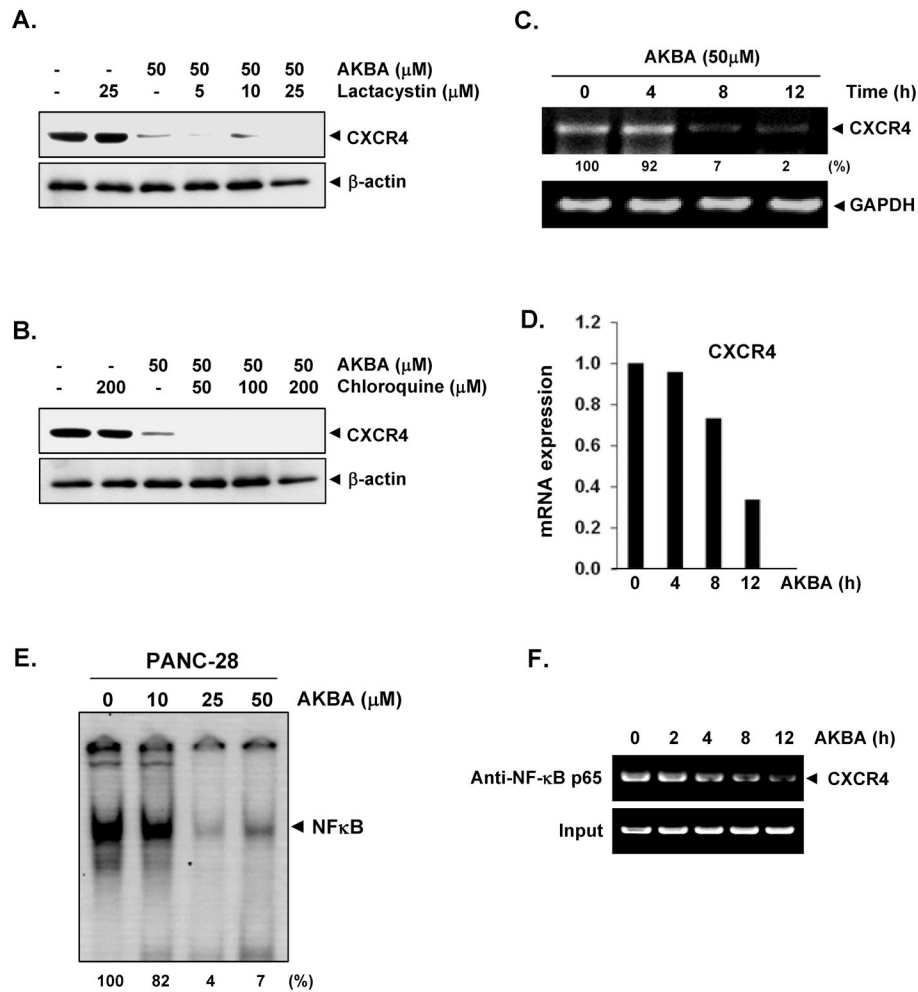 A.
- - 50 50 50 50 AKBA (μM)
- 25 - 5 10 25 Lactacystin (μM)
CXCR4
β-actin
B.
- - 50 50 50 50 AKBA (μM)
- 200 - 50 100 200 Chloroquine (μM)
CXCR4
β-actin
C.
AKBA (50μM)
0 4 8 12 Time (h)
CXCR4
100 92 7 2 (%)
GAPDH
D.
CXCR4
mRNA expression
1.2
1.0
0.8
0.6
0.4
0.2
0.0
0 4 8 12 AKBA (h)
E.
PANC-28
0 10 25 50 AKBA (μM)
NFκB
100 82 4 7 (%)
F.
0 2 4 8 12 AKBA (h)
Anti-NF-κB p65 CXCR4
Input